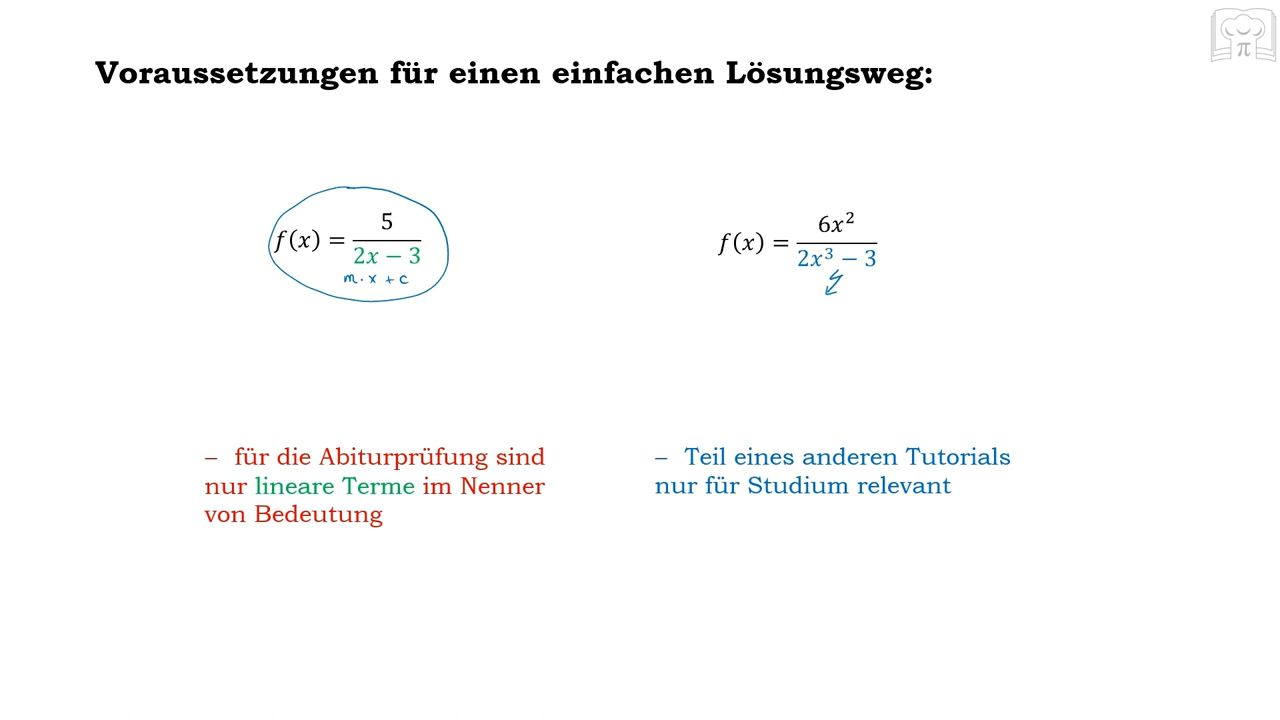 Voraussetzungen für einen einfachen Lösungsweg:
f(x) = 5 / (2x − 3)
m · x + c
f(x) = 6x² / (2x³ − 3)
– für die Abiturprüfung sind
nur lineare Terme im Nenner
von Bedeutung
– Teil eines anderen Tutorials
nur für Studium relevant
π